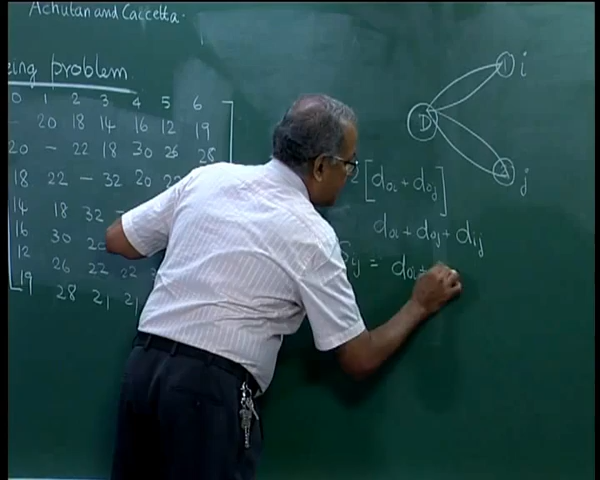 Achutan and Caccetta.
problem
0 1 2 3 4 5 6
- 20 18 14 16 12 19
20 - 22 18 30 26 28
18 22 - 32 20
14 18 32
16 30
12 26 22 22
19 28 21 21
D i
j
2[d0i + d0j]
d0i + d0j + dij
Sij = d0i +